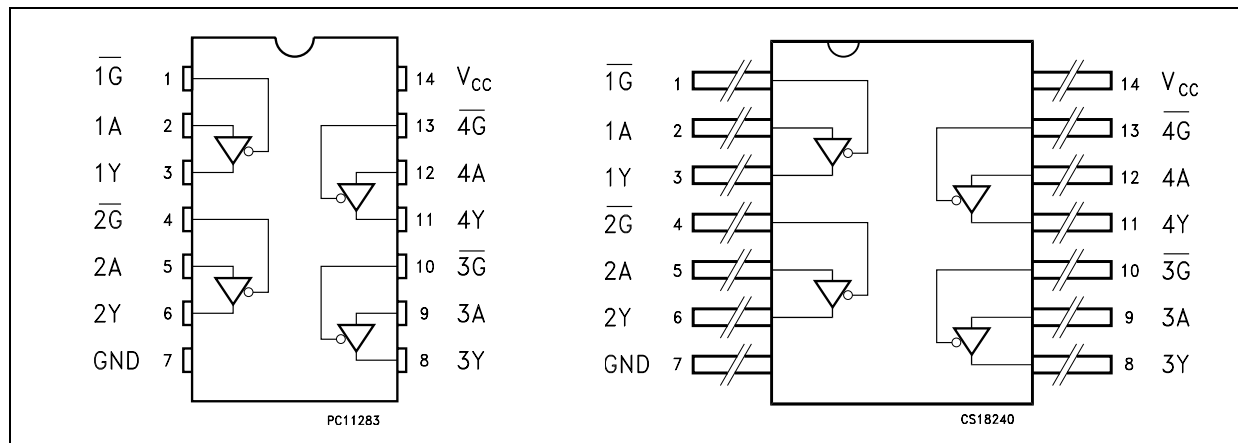 1G 1 14 VCC
1A 2 13 4G
1Y 3 12 4A
2G 4 11 4Y
2A 5 10 3G
2Y 6 9 3A
GND 7 8 3Y
PC11283
1G 1 14 VCC
1A 2 13 4G
1Y 3 12 4A
2G 4 11 4Y
2A 5 10 3G
2Y 6 9 3A
GND 7 8 3Y
CS18240